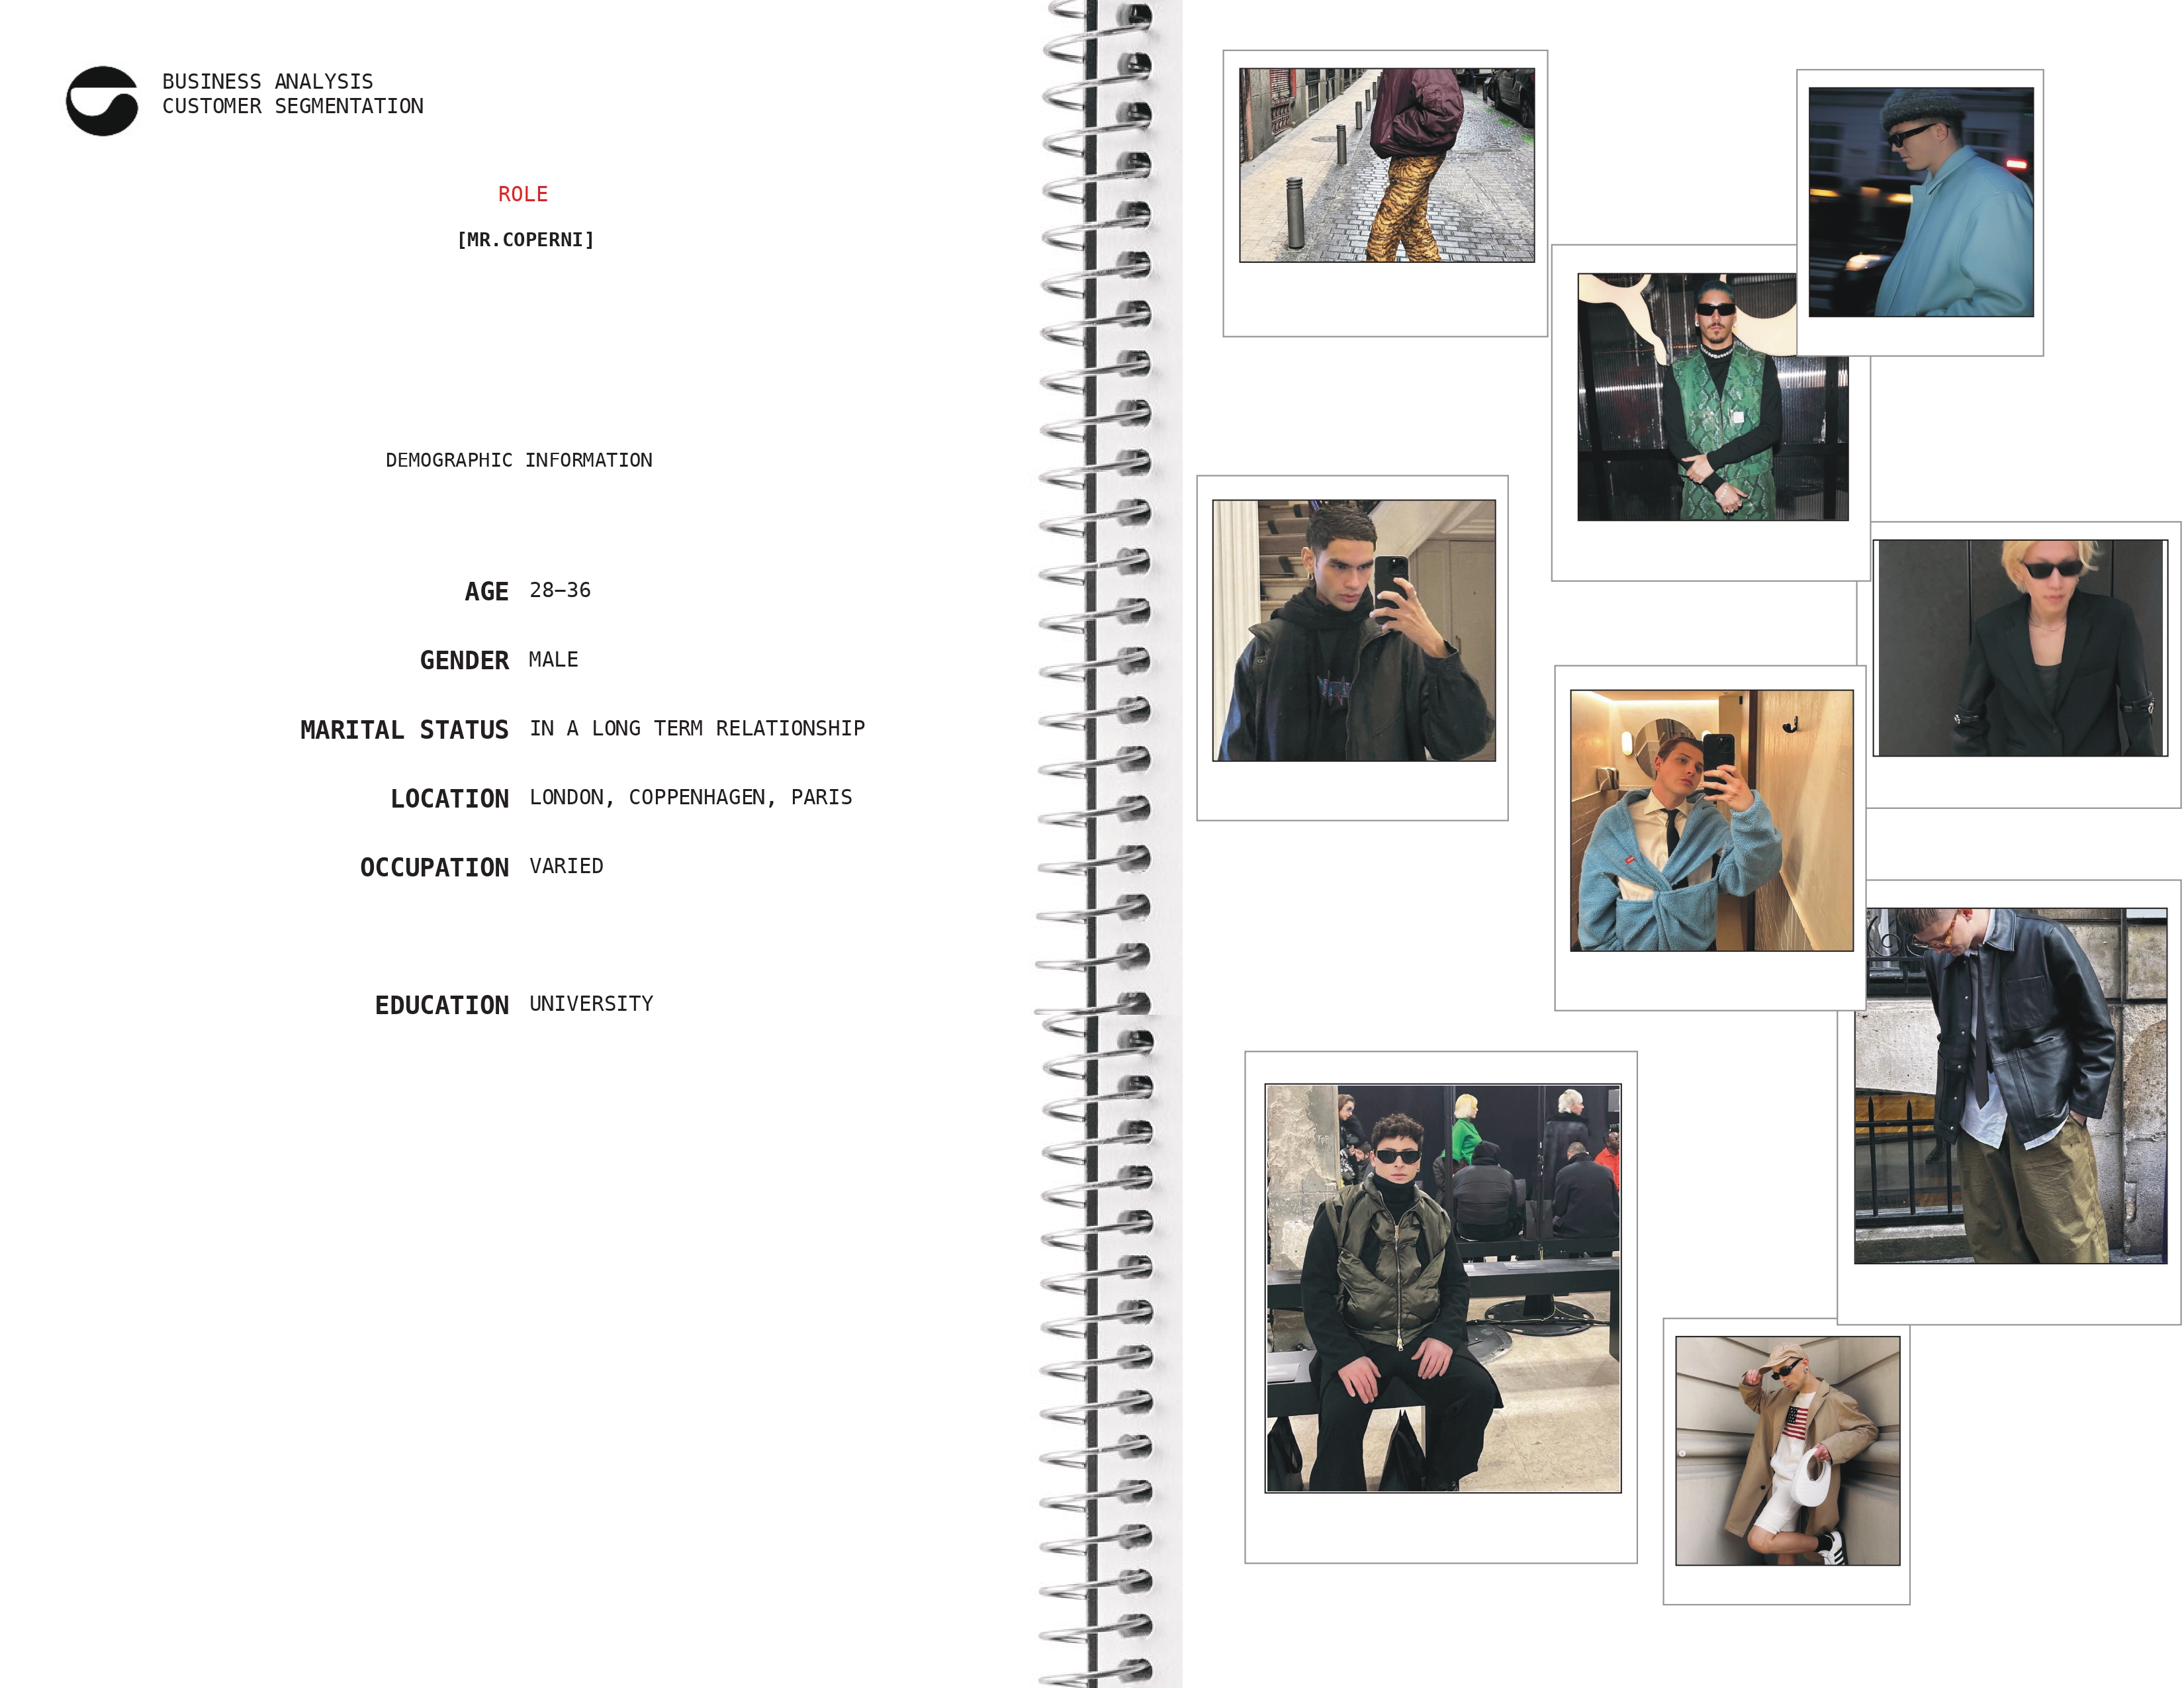 BUSINESS ANALYSIS
CUSTOMER SEGMENTATION
ROLE
[MR.COPERNI]
DEMOGRAPHIC INFORMATION
AGE 28–36
GENDER MALE
MARITAL STATUS IN A LONG TERM RELATIONSHIP
LOCATION LONDON, COPPENHAGEN, PARIS
OCCUPATION VARIED
EDUCATION UNIVERSITY